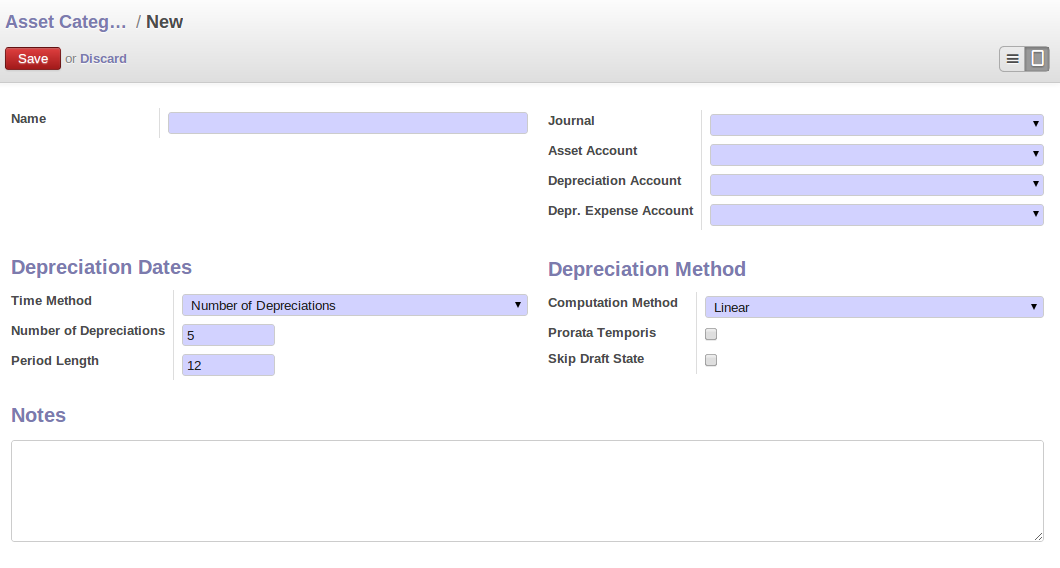 Asset Categ... / New
Save or Discard
Name
Journal
Asset Account
Depreciation Account
Depr. Expense Account
Depreciation Dates
Time Method Number of Depreciations
Number of Depreciations 5
Period Length 12
Depreciation Method
Computation Method Linear
Prorata Temporis
Skip Draft State
Notes